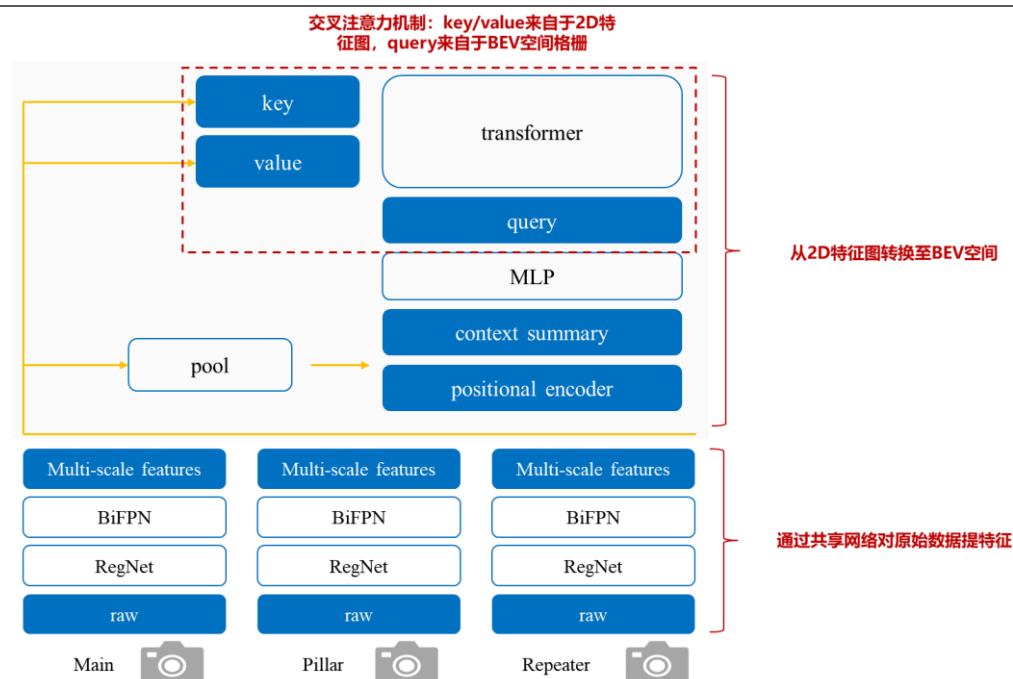 交叉注意力机制：key/value来自于2D特
征图，query来自于BEV空间格栅
key
transformer
value
query
从2D特征图转换至BEV空间
MLP
context summary
pool
positional encoder
Multi-scale features
Multi-scale features
Multi-scale features
BiFPN
BiFPN
BiFPN
通过共享网络对原始数据提特征
RegNet
RegNet
RegNet
raw
raw
raw
Main
Pillar
Repeater